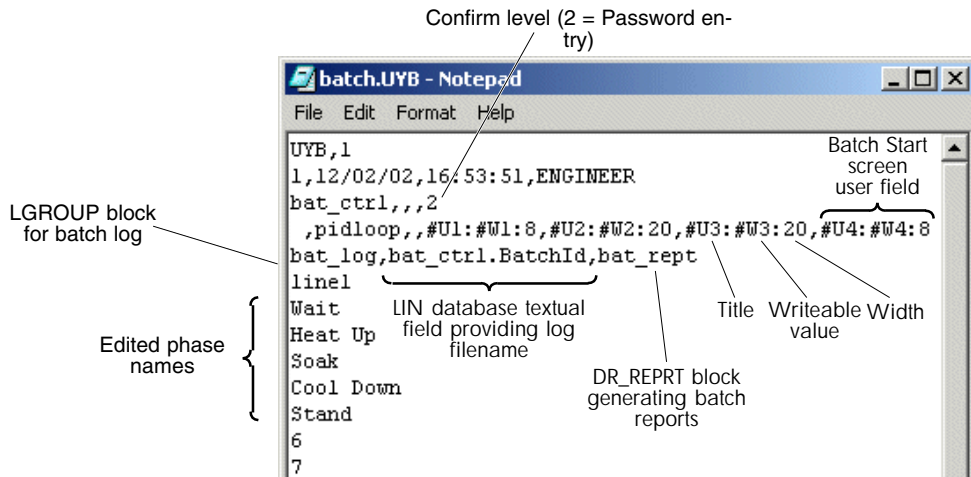 Confirm level (2 = Password en-
try)
batch.UYB - Notepad
File Edit Format Help
UYB,1
1,12/02/02,16:53:51,ENGINEER
bat_ctrl,,,2
,pidloop,,#U1:#W1:8,#U2:#W2:20,#U3:#W3:20,#U4:#W4:8
bat_log,bat_ctrl.BatchId,bat_rept
line1
Wait
Heat Up
Soak
Cool Down
Stand
6
7
Batch Start
screen
user field
LGROUP block
for batch log
LIN database textual
field providing log
filename
Title
Writeable
value
Width
Edited phase
names
DR_REPRT block
generating batch
reports